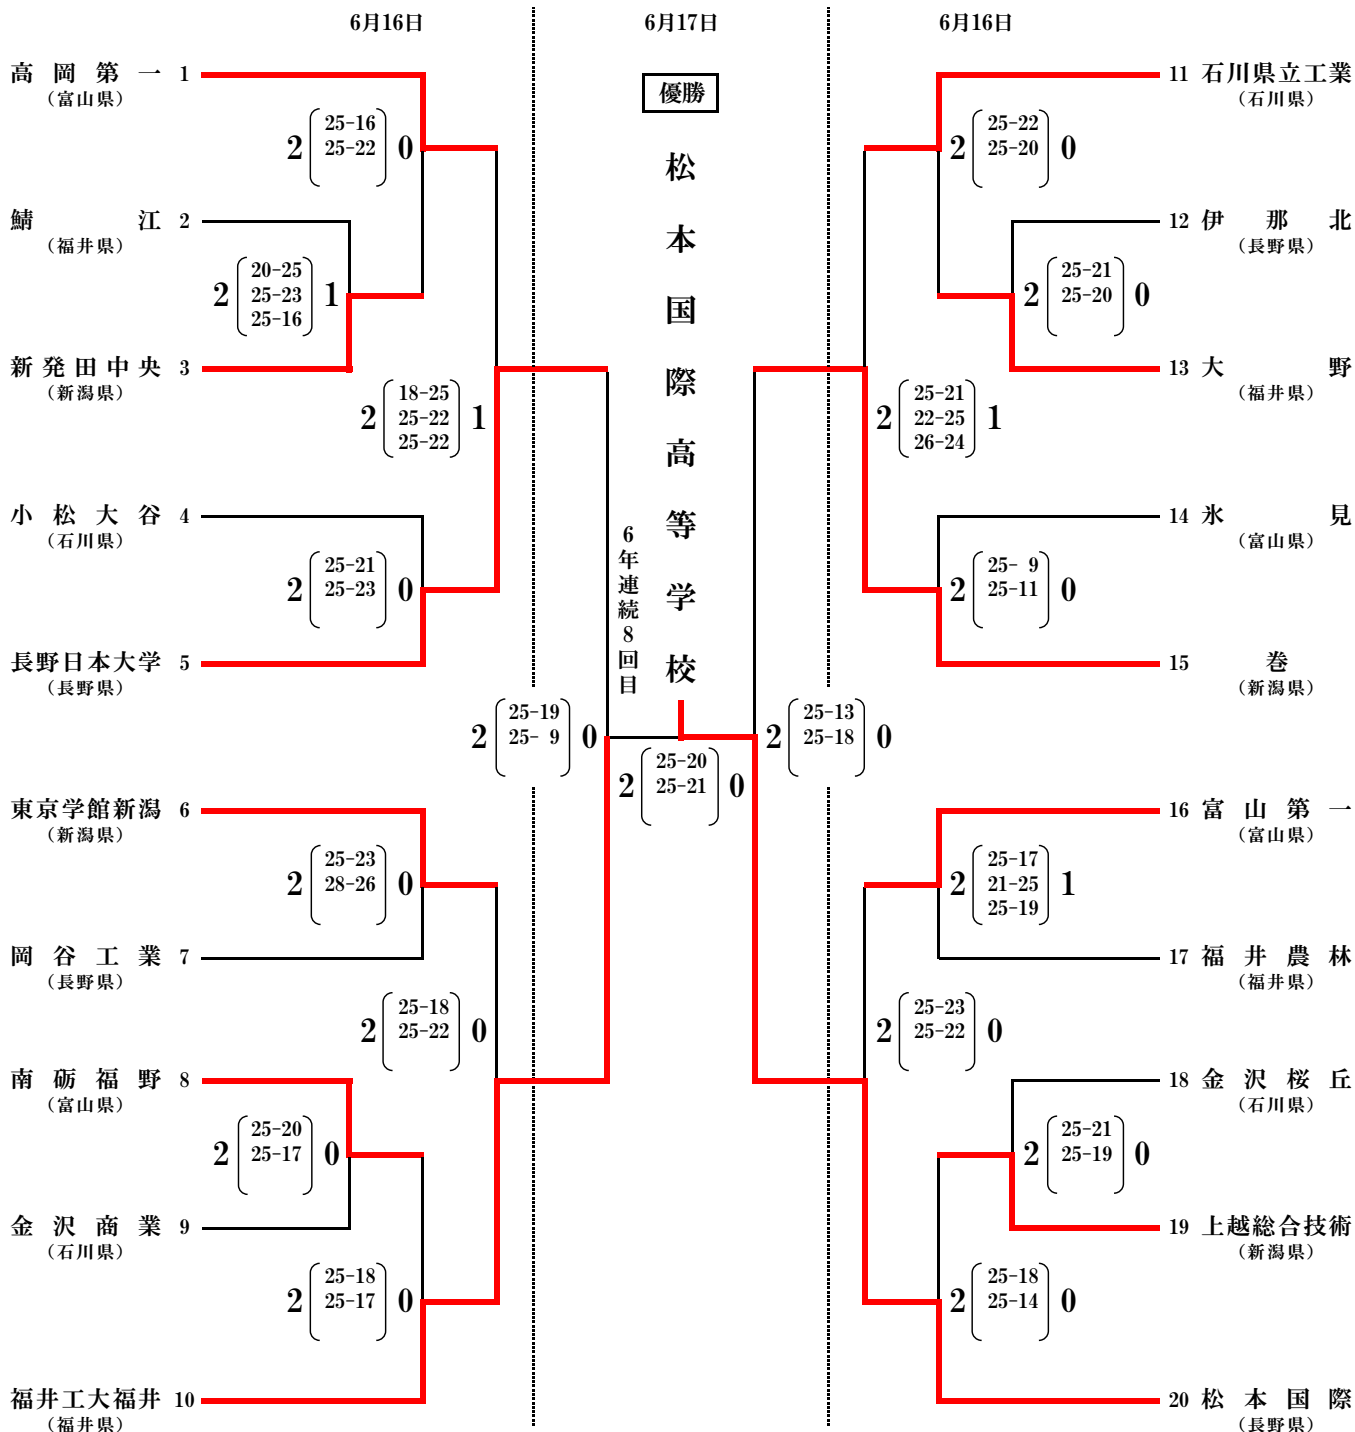 6月16日
6月17日
6月16日
優勝
松本国際高等学校
6年連続8回目
高岡第一 1
（富山県）
2 25-16 0
25-22
鯖江 2
（福井県）
2 20-25 1
25-23
25-16
新発田中央 3
（新潟県）
2 18-25 1
25-22
25-22
小松大谷 4
（石川県）
2 25-21 0
25-23
長野日本大学 5
（長野県）
2 25-19 0
25- 9
東京学館新潟 6
（新潟県）
2 25-23 0
28-26
岡谷工業 7
（長野県）
2 25-18 0
25-22
南砺福野 8
（富山県）
2 25-20 0
25-17
金沢商業 9
（石川県）
2 25-18 0
25-17
福井工大福井 10
（福井県）
2 25-20 0
25-21
11 石川県立工業
（石川県）
2 25-22 0
25-20
12 伊那北
（長野県）
2 25-21 0
25-20
13 大野
（福井県）
2 25-21 1
22-25
26-24
14 氷見
（富山県）
2 25- 9 0
25-11
15 巻
（新潟県）
2 25-13 0
25-18
16 富山第一
（富山県）
2 25-17 1
21-25
25-19
17 福井農林
（福井県）
2 25-23 0
25-22
18 金沢桜丘
（石川県）
2 25-21 0
25-19
19 上越総合技術
（新潟県）
2 25-18 0
25-14
20 松本国際
（長野県）